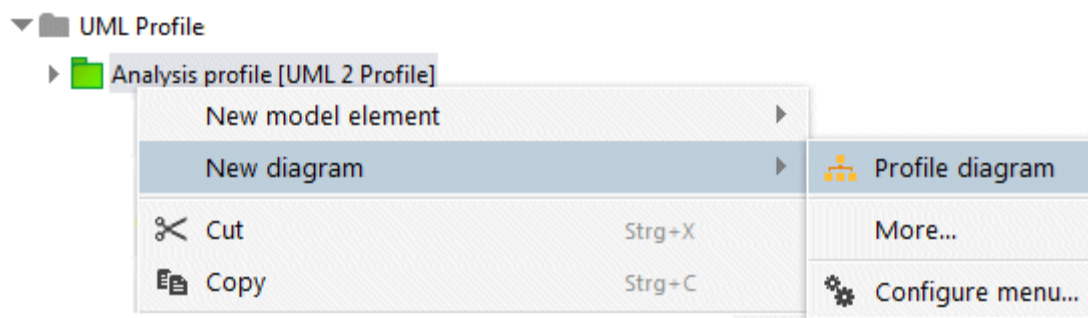 UML Profile
Analysis profile [UML 2 Profile]
New model element
New diagram
Profile diagram
Cut Strg+X
More...
Copy Strg+C
Configure menu...